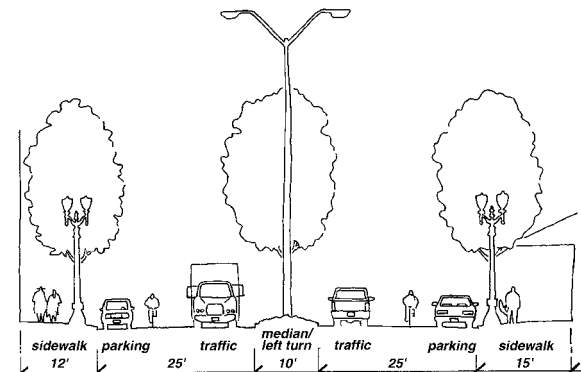 sidewalk parking traffic median/ left turn traffic parking sidewalk
12' 25' 10' 25' 15'